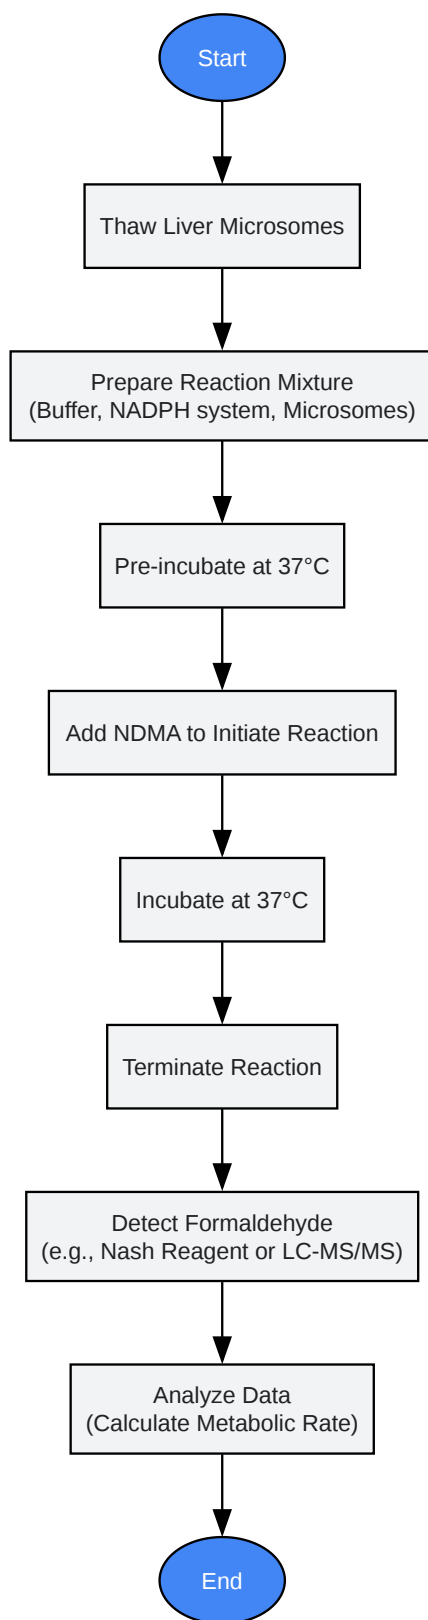 Start
Thaw Liver Microsomes
Prepare Reaction Mixture
(Buffer, NADPH system, Microsomes)
Pre-incubate at 37°C
Add NDMA to Initiate Reaction
Incubate at 37°C
Terminate Reaction
Detect Formaldehyde
(e.g., Nash Reagent or LC-MS/MS)
Analyze Data
(Calculate Metabolic Rate)
End